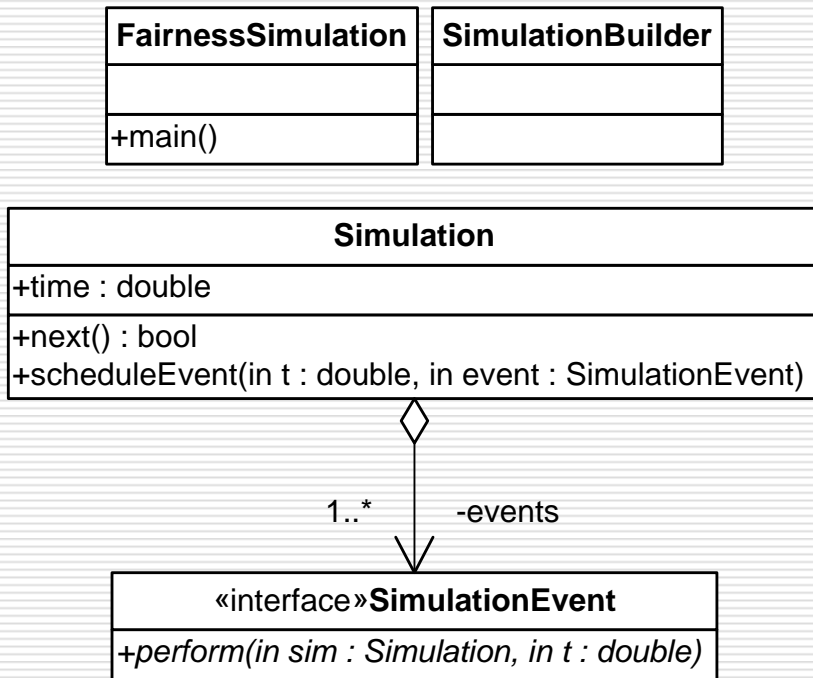 FairnessSimulation
+main()
SimulationBuilder
Simulation
+time : double
+next() : bool
+scheduleEvent(in t : double, in event : SimulationEvent)
1..*
-events
«interface»SimulationEvent
+perform(in sim : Simulation, in t : double)